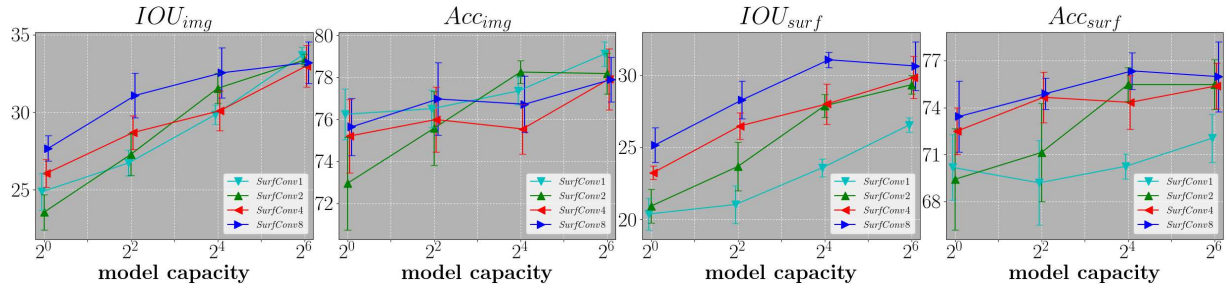 IOU_img
35
30
25
2^0 2^2 2^4 2^6
model capacity
SurfConv1
SurfConv2
SurfConv4
SurfConv8
Acc_img
80
78
76
74
72
2^0 2^2 2^4 2^6
model capacity
SurfConv1
SurfConv2
SurfConv4
SurfConv8
IOU_surf
30
25
20
2^0 2^2 2^4 2^6
model capacity
SurfConv1
SurfConv2
SurfConv4
SurfConv8
Acc_surf
77
74
71
68
2^0 2^2 2^4 2^6
model capacity
SurfConv1
SurfConv2
SurfConv4
SurfConv8